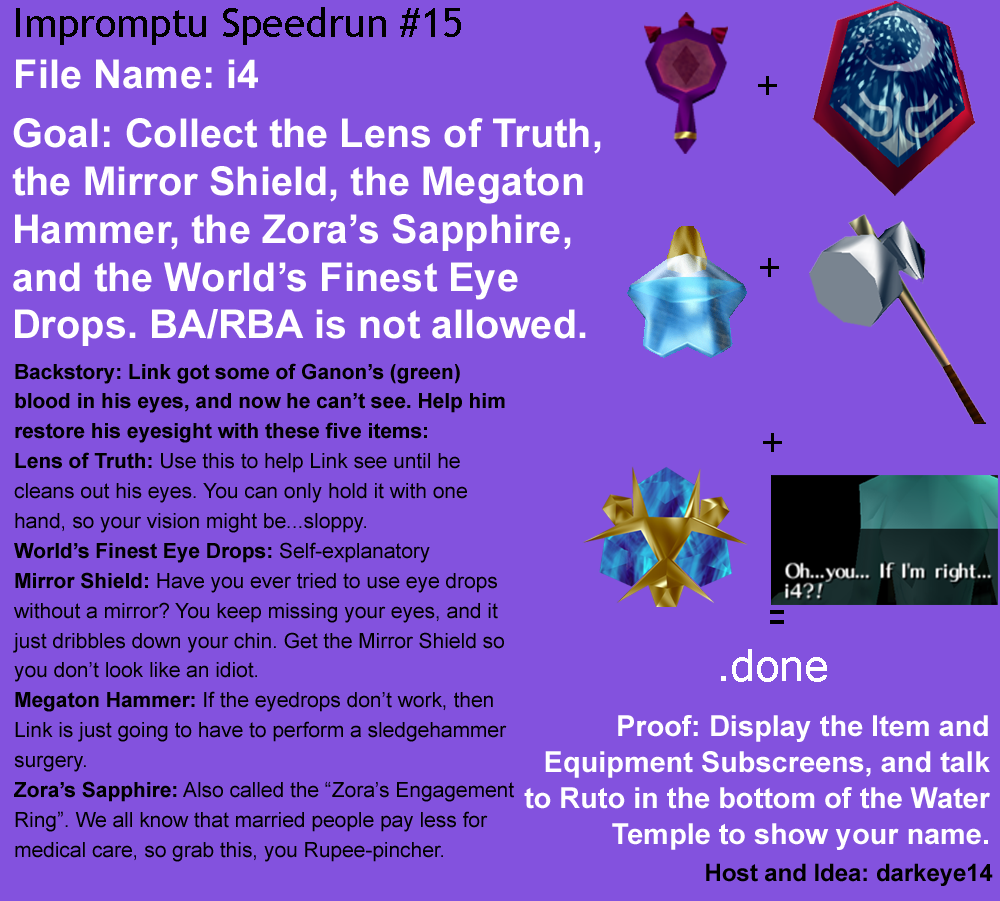 Impromptu Speedrun #15
File Name: i4
Goal: Collect the Lens of Truth,
the Mirror Shield, the Megaton
Hammer, the Zora’s Sapphire,
and the World’s Finest Eye
Drops. BA/RBA is not allowed.
Backstory: Link got some of Ganon’s (green)
blood in his eyes, and now he can’t see. Help him
restore his eyesight with these five items:
Lens of Truth: Use this to help Link see until he
cleans out his eyes. You can only hold it with one
hand, so your vision might be...sloppy.
World’s Finest Eye Drops: Self-explanatory
Mirror Shield: Have you ever tried to use eye drops
without a mirror? You keep missing your eyes, and it
just dribbles down your chin. Get the Mirror Shield so
you don’t look like an idiot.
Megaton Hammer: If the eyedrops don’t work, then
Link is just going to have to perform a sledgehammer
surgery.
Zora’s Sapphire: Also called the “Zora’s Engagement
Ring”. We all know that married people pay less for
medical care, so grab this, you Rupee-pincher.
+
+
+
Oh...you... If I'm right...
i4?!
=
.done
Proof: Display the Item and
Equipment Subscreens, and talk
to Ruto in the bottom of the Water
Temple to show your name.
Host and Idea: darkeye14